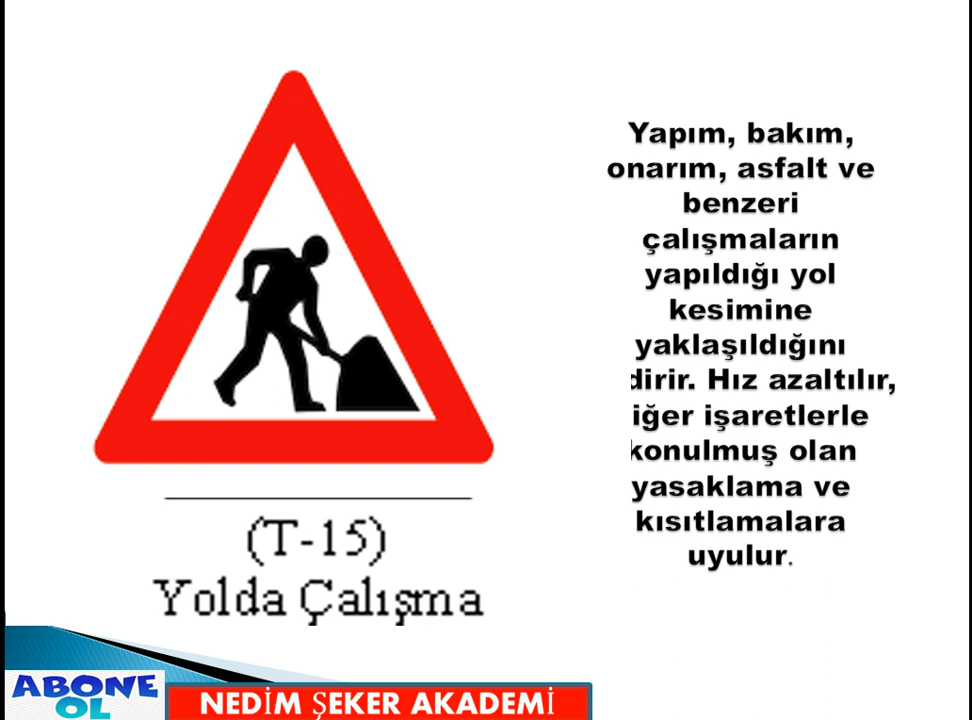 Yapım, bakım,
onarım, asfalt ve
benzeri
çalışmaların
yapıldığı yol
kesimine
yaklaşıldığını
dirir. Hız azaltılır,
iğer işaretlerle
konulmuş olan
yasaklama ve
kısıtlamalara
uyulur.
(T-15)
Yolda Çalışma
ABONE
OL
NEDİM ŞEKER AKADEMİ